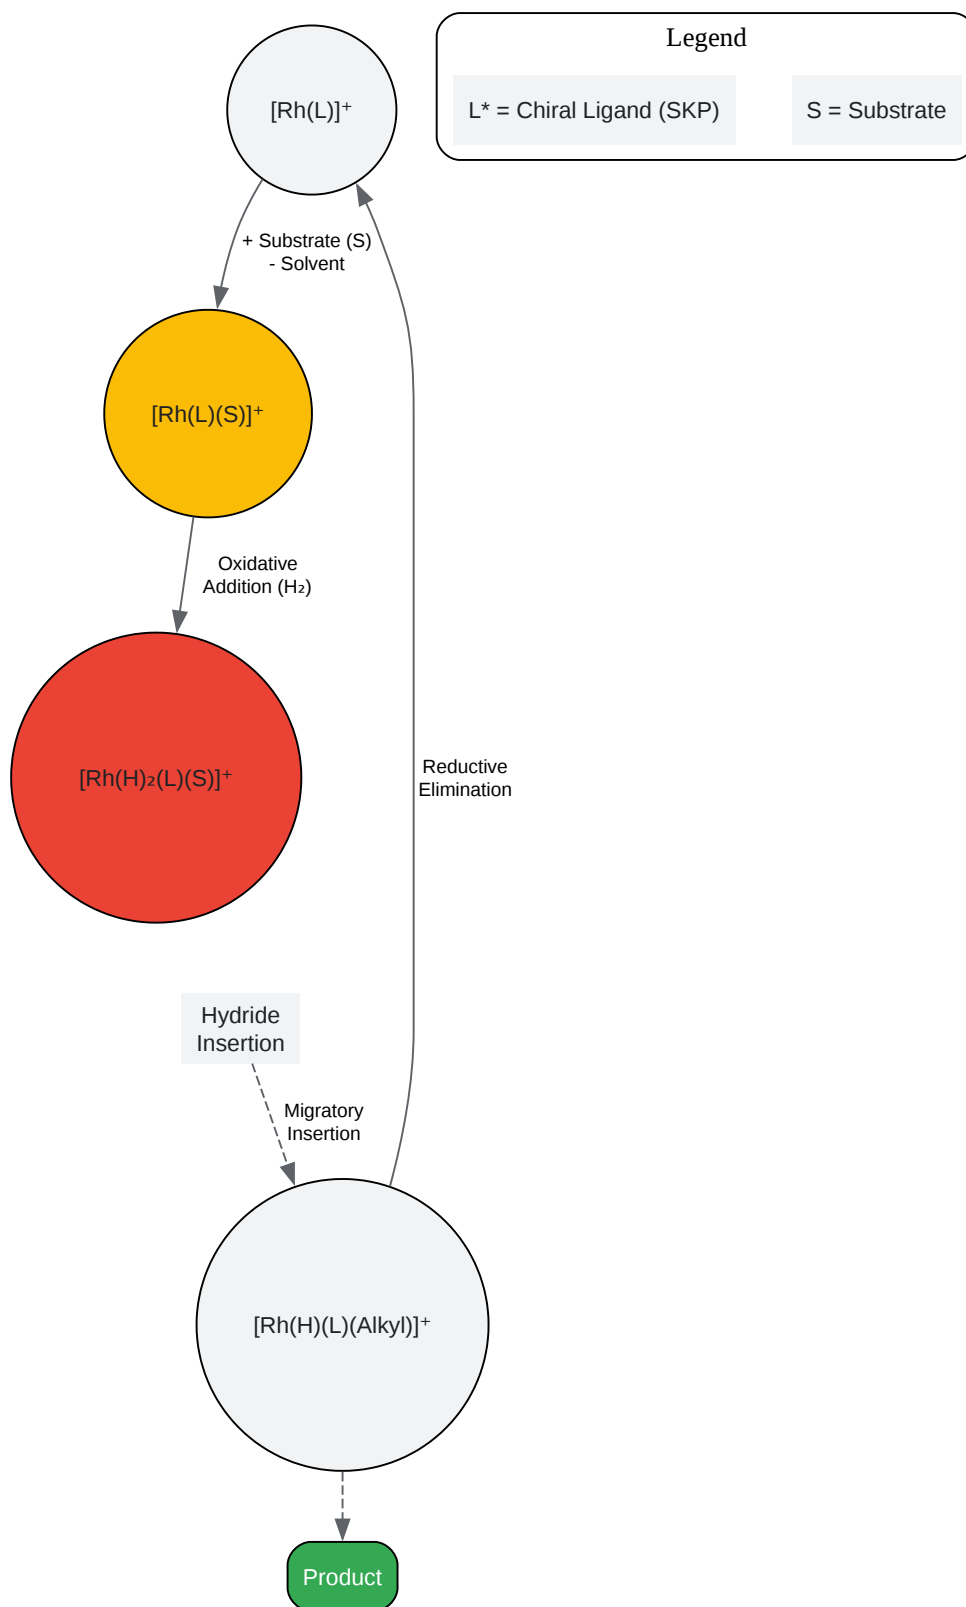 Legend
L* = Chiral Ligand (SKP)
S = Substrate
[Rh(L)]⁺
+ Substrate (S)
- Solvent
[Rh(L)(S)]⁺
Oxidative
Addition (H₂)
[Rh(H)₂(L)(S)]⁺
Reductive
Elimination
Hydride
Insertion
Migratory
Insertion
[Rh(H)(L)(Alkyl)]⁺
Product